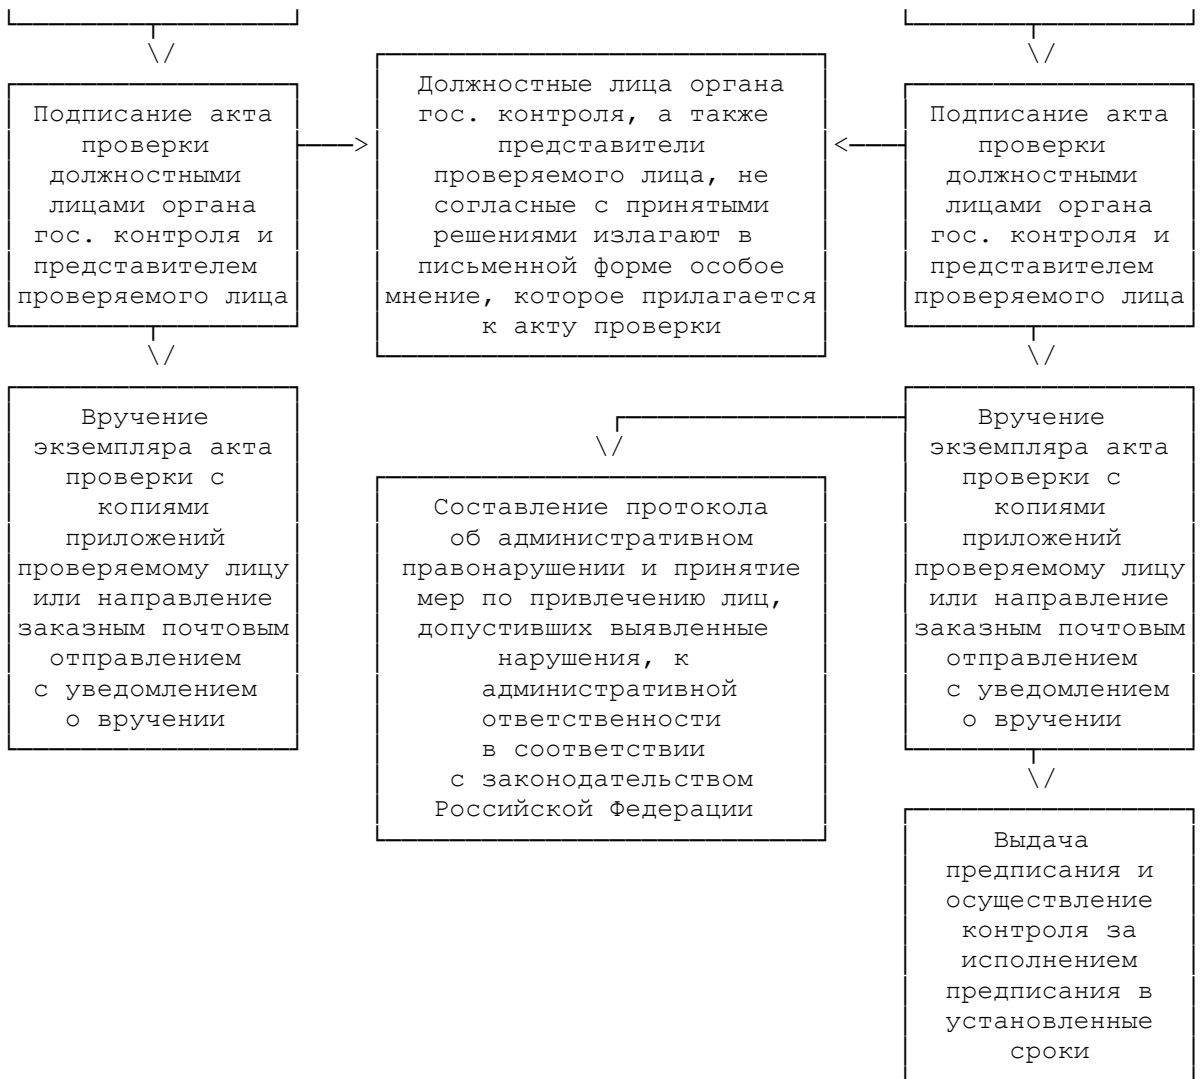 Подписание акта
проверки
должностными
лицами органа
гос. контроля и
представителем
проверяемого лица
Должностные лица органа
гос. контроля, а также
представители
проверяемого лица, не
согласные с принятыми
решениями излагают в
письменной форме особое
мнение, которое прилагается
к акту проверки
Подписание акта
проверки
должностными
лицами органа
гос. контроля и
представителем
проверяемого лица
Вручение
экземпляра акта
проверки с
копиями
приложений
проверяемому лицу
или направление
заказным почтовым
отправлением
с уведомлением
о вручении
Составление протокола
об административном
правонарушении и принятие
мер по привлечению лиц,
допустивших выявленные
нарушения, к
административной
ответственности
в соответствии
с законодательством
Российской Федерации
Вручение
экземпляра акта
проверки с
копиями
приложений
проверяемому лицу
или направление
заказным почтовым
отправлением
с уведомлением
о вручении
Выдача
предписания и
осуществление
контроля за
исполнением
предписания в
установленные
сроки